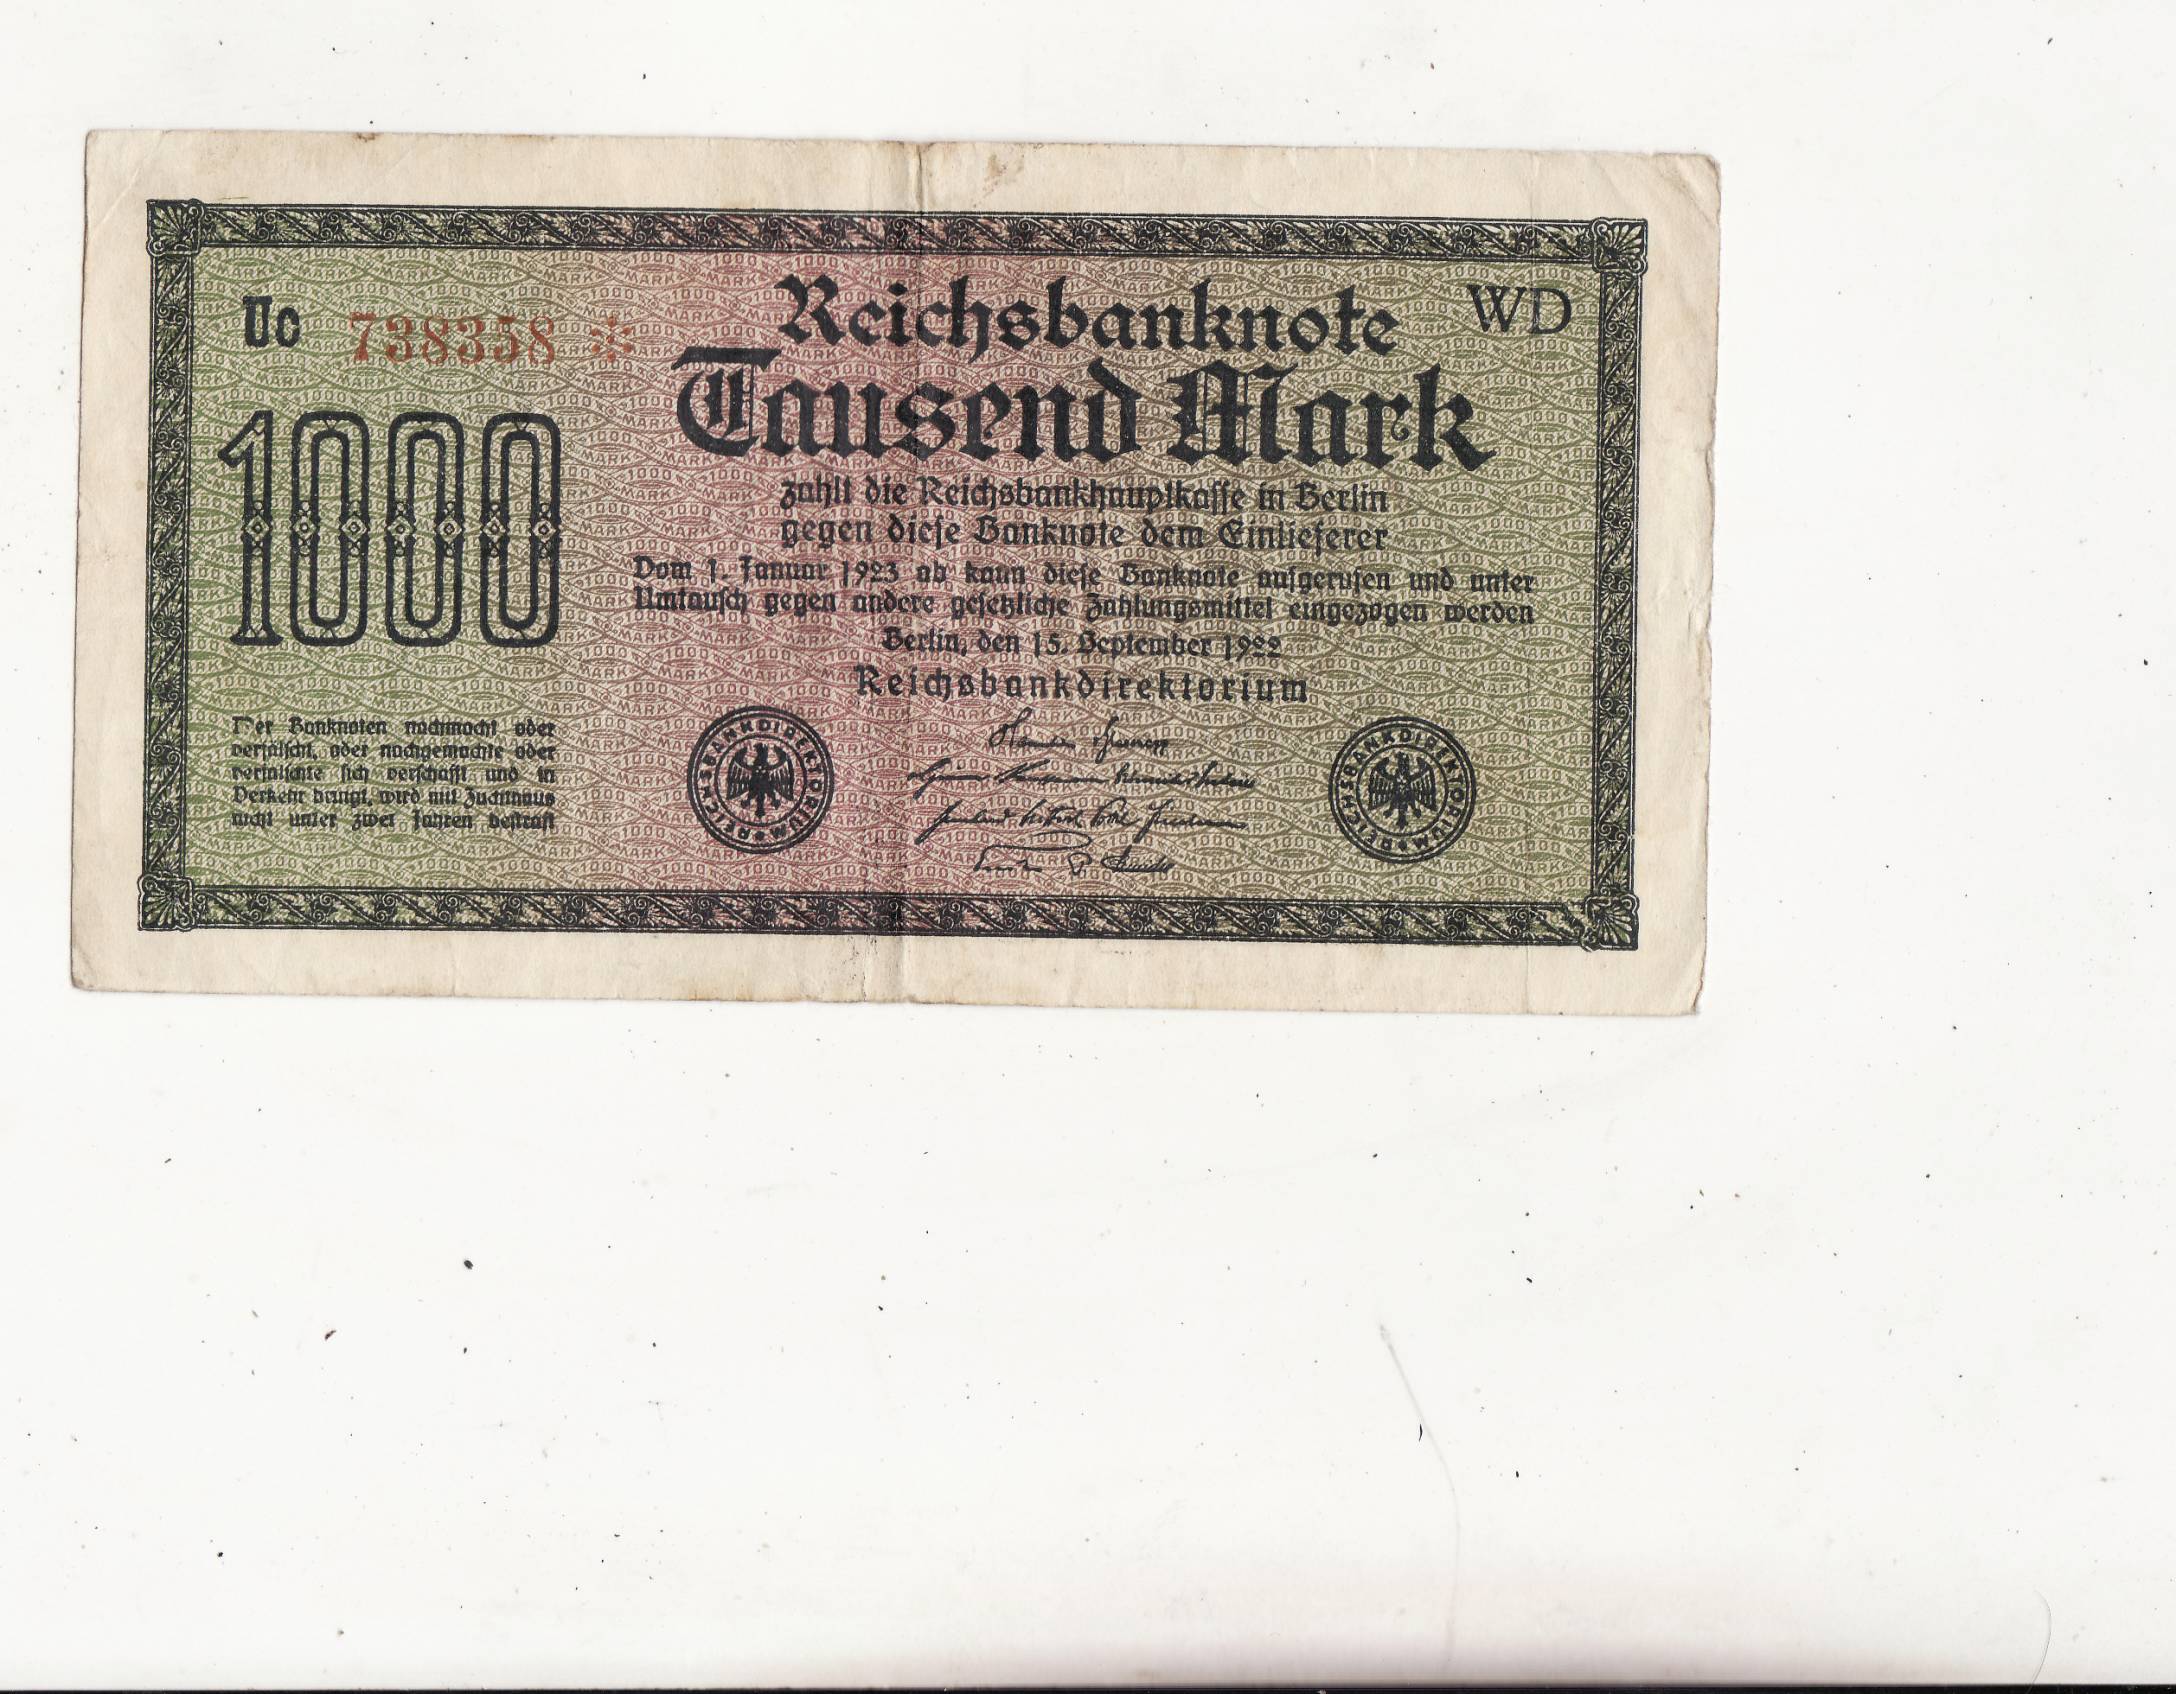 Uc 738358 *
Reichsbanknote
WD
Tausend Mark
1000
zahlt die Reichsbankhauptkasse in Berlin
gegen diese Banknote dem Einlieferer
Vom 1. Januar 1923 ab kann diese Banknote aufgerufen und unter
Umtausch gegen andere gesetzliche Zahlungsmittel eingezogen werden
Berlin, den 15. September 1922
Reichsbankdirektorium
Wer Banknoten nachmacht oder
verfälscht, oder nachgemachte oder
verfälschte sich verschafft und in
Verkehr bringt, wird mit Zuchthaus
nicht unter zwei Jahren bestraft
REICHSBANKDIREKTORIUM
REICHSBANKDIREKTORIUM